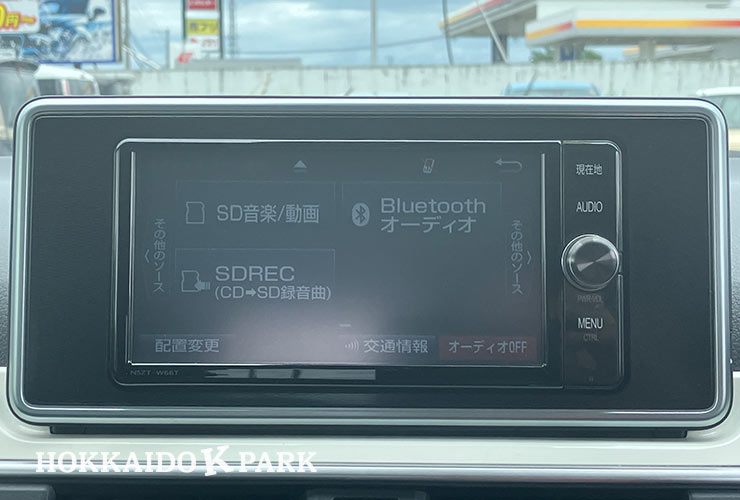 現在地
AUDIO
SD音楽/動画
Bluetooth
オーディオ
その他のソース
その他のソース
SDREC
(CD➡SD録音曲)
MENU
CTRL
配置変更
交通情報
オーディオOFF
NSZT-W66T
HOKKAIDO K PARK